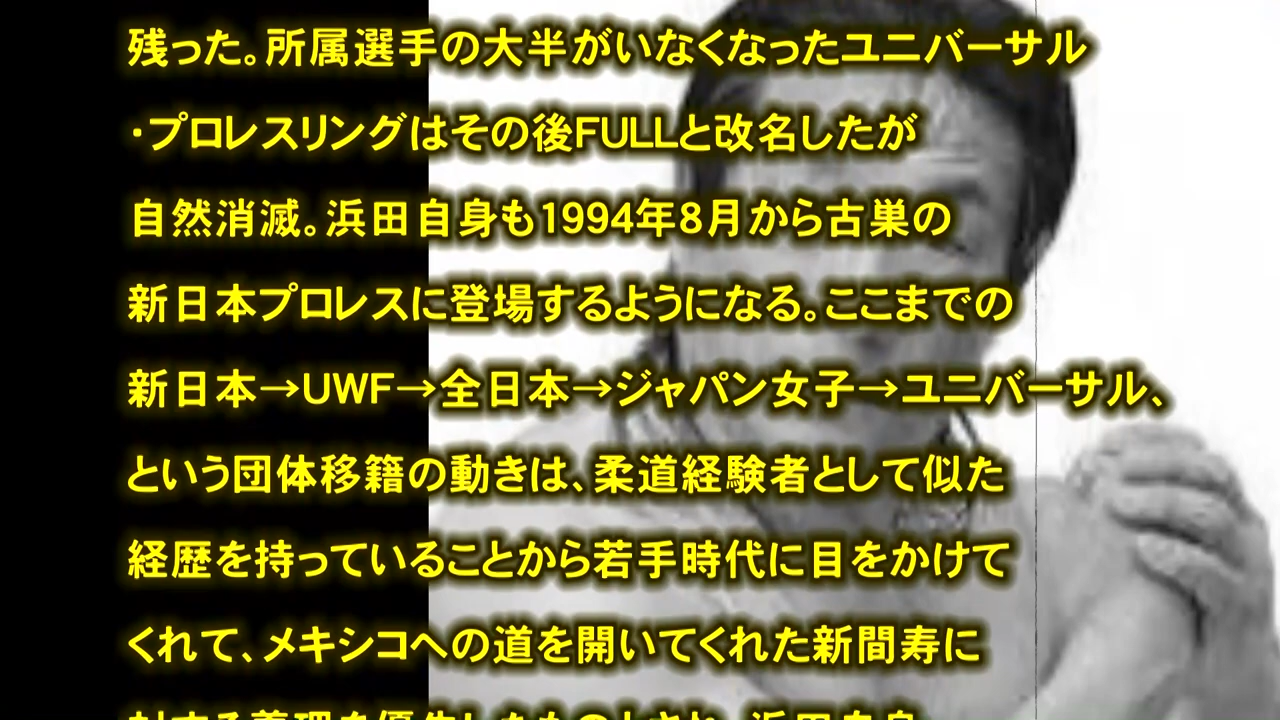 残った。所属選手の大半がいなくなったユニバーサル
・プロレスリングはその後FULLと改名したが
自然消滅。浜田自身も1994年8月から古巣の
新日本プロレスに登場するようになる。ここまでの
新日本→UWF→全日本→ジャパン女子→ユニバーサル、
という団体移籍の動きは、柔道経験者として似た
経歴を持っていることから若手時代に目をかけて
くれて、メキシコへの道を開いてくれた新間寿に